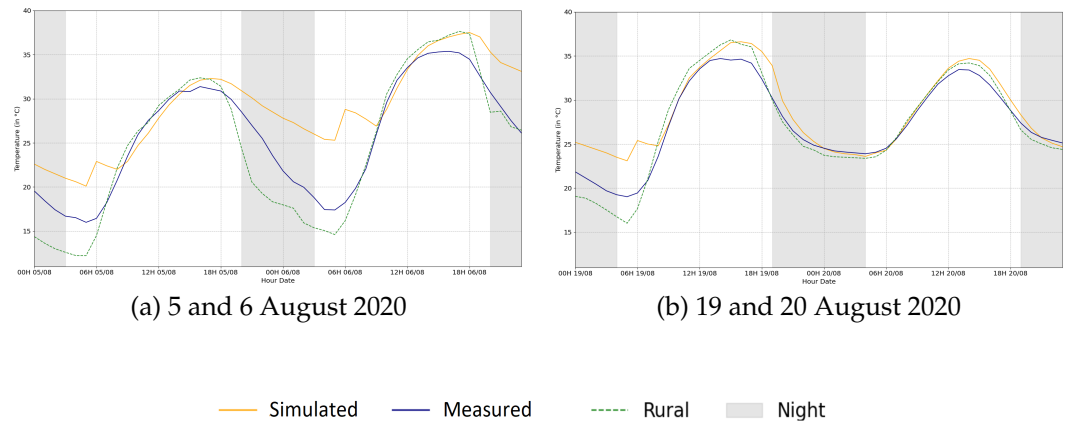 40
35
30
25
20
15
Temperature (in °C)
00H 05/08 06H 05/08 12H 05/08 18H 05/08 00H 06/08 06H 06/08 12H 06/08 18H 06/08
Hour Date
(a) 5 and 6 August 2020
40
35
30
25
20
15
Temperature (in °C)
00H 19/08 06H 19/08 12H 19/08 18H 19/08 00H 20/08 06H 20/08 12H 20/08 18H 20/08
Hour Date
(b) 19 and 20 August 2020
Simulated Measured Rural Night